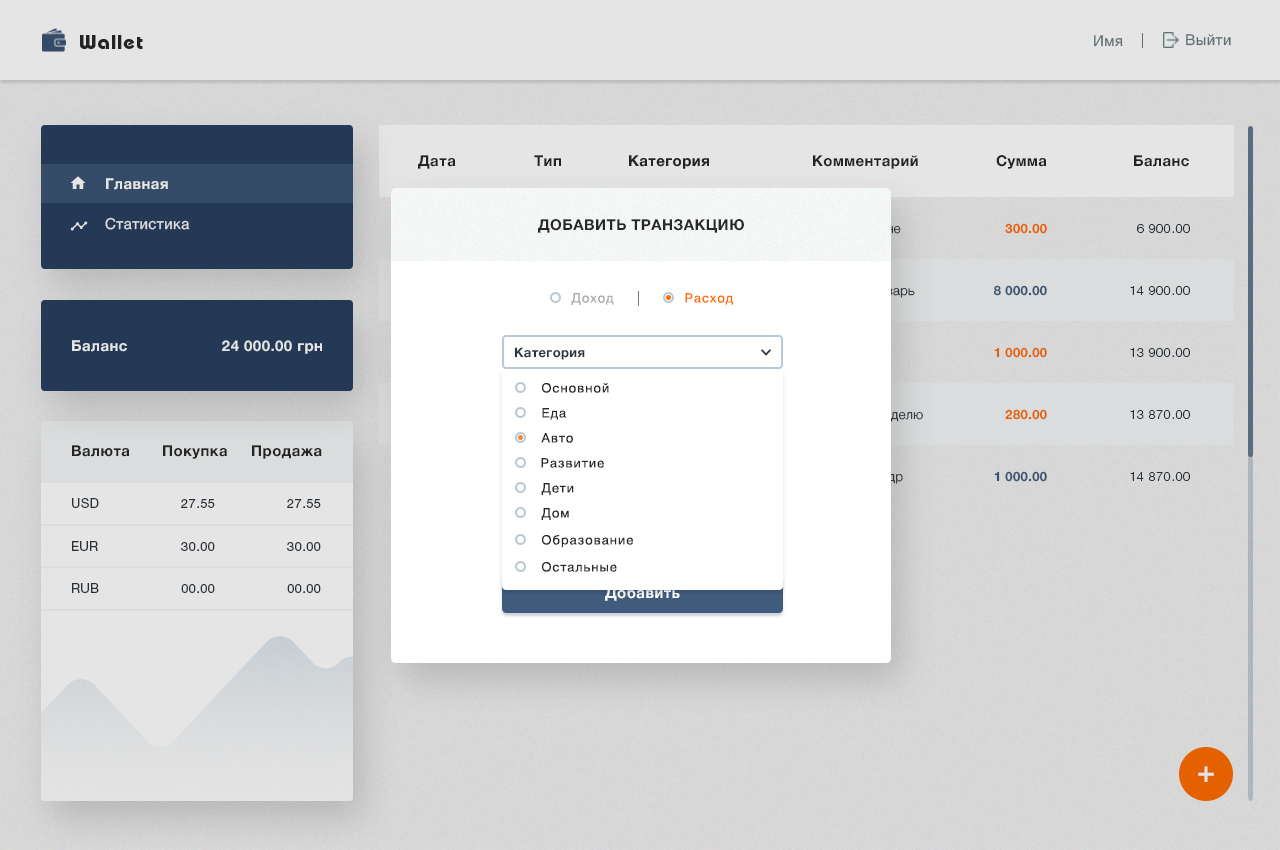 Wallet
Имя
Выйти
Главная
Статистика
Баланс 24 000.00 грн
Валюта Покупка Продажа
USD 27.55 27.55
EUR 30.00 30.00
RUB 00.00 00.00
Дата Тип Категория Комментарий Сумма Баланс
300.00 6 900.00
8 000.00 14 900.00
1 000.00 13 900.00
280.00 13 870.00
1 000.00 14 870.00
ДОБАВИТЬ ТРАНЗАКЦИЮ
Доход | Расход
Категория
Основной
Еда
Авто
Развитие
Дети
Дом
Образование
Остальные
Добавить
+